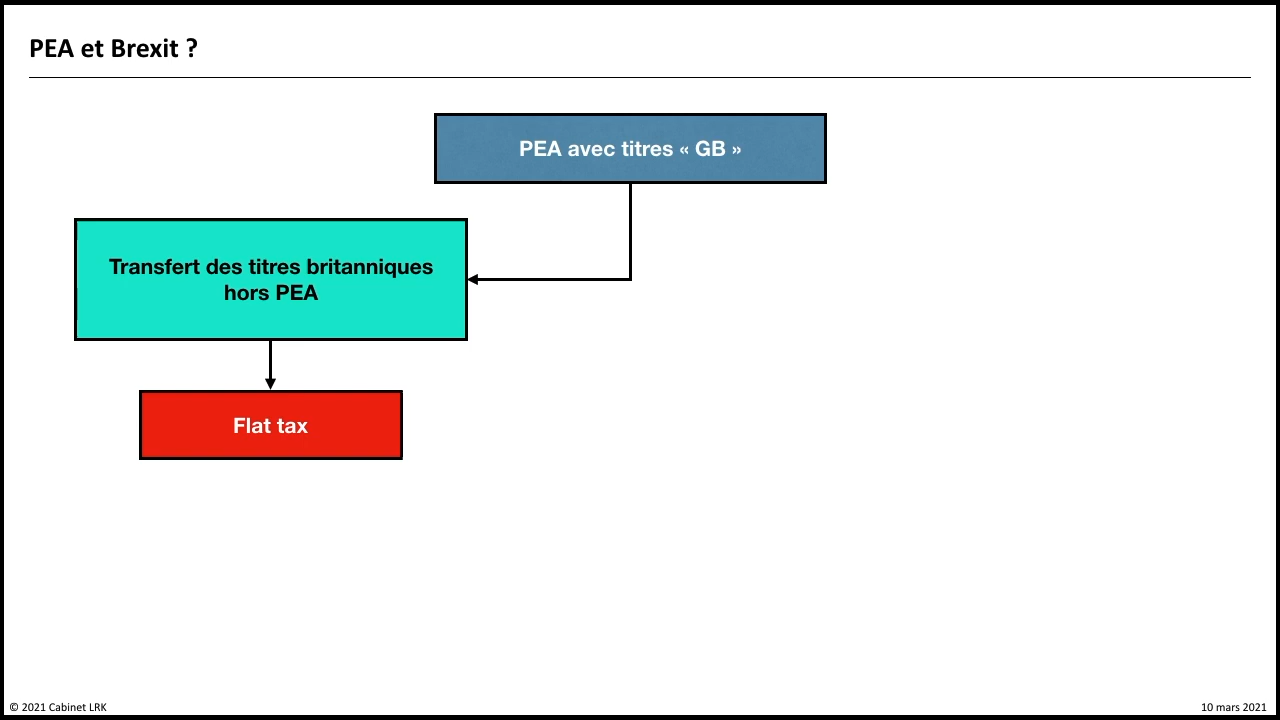 PEA et Brexit ?
PEA avec titres « GB »
Transfert des titres britanniques
hors PEA
Flat tax
© 2021 Cabinet LRK
10 mars 2021